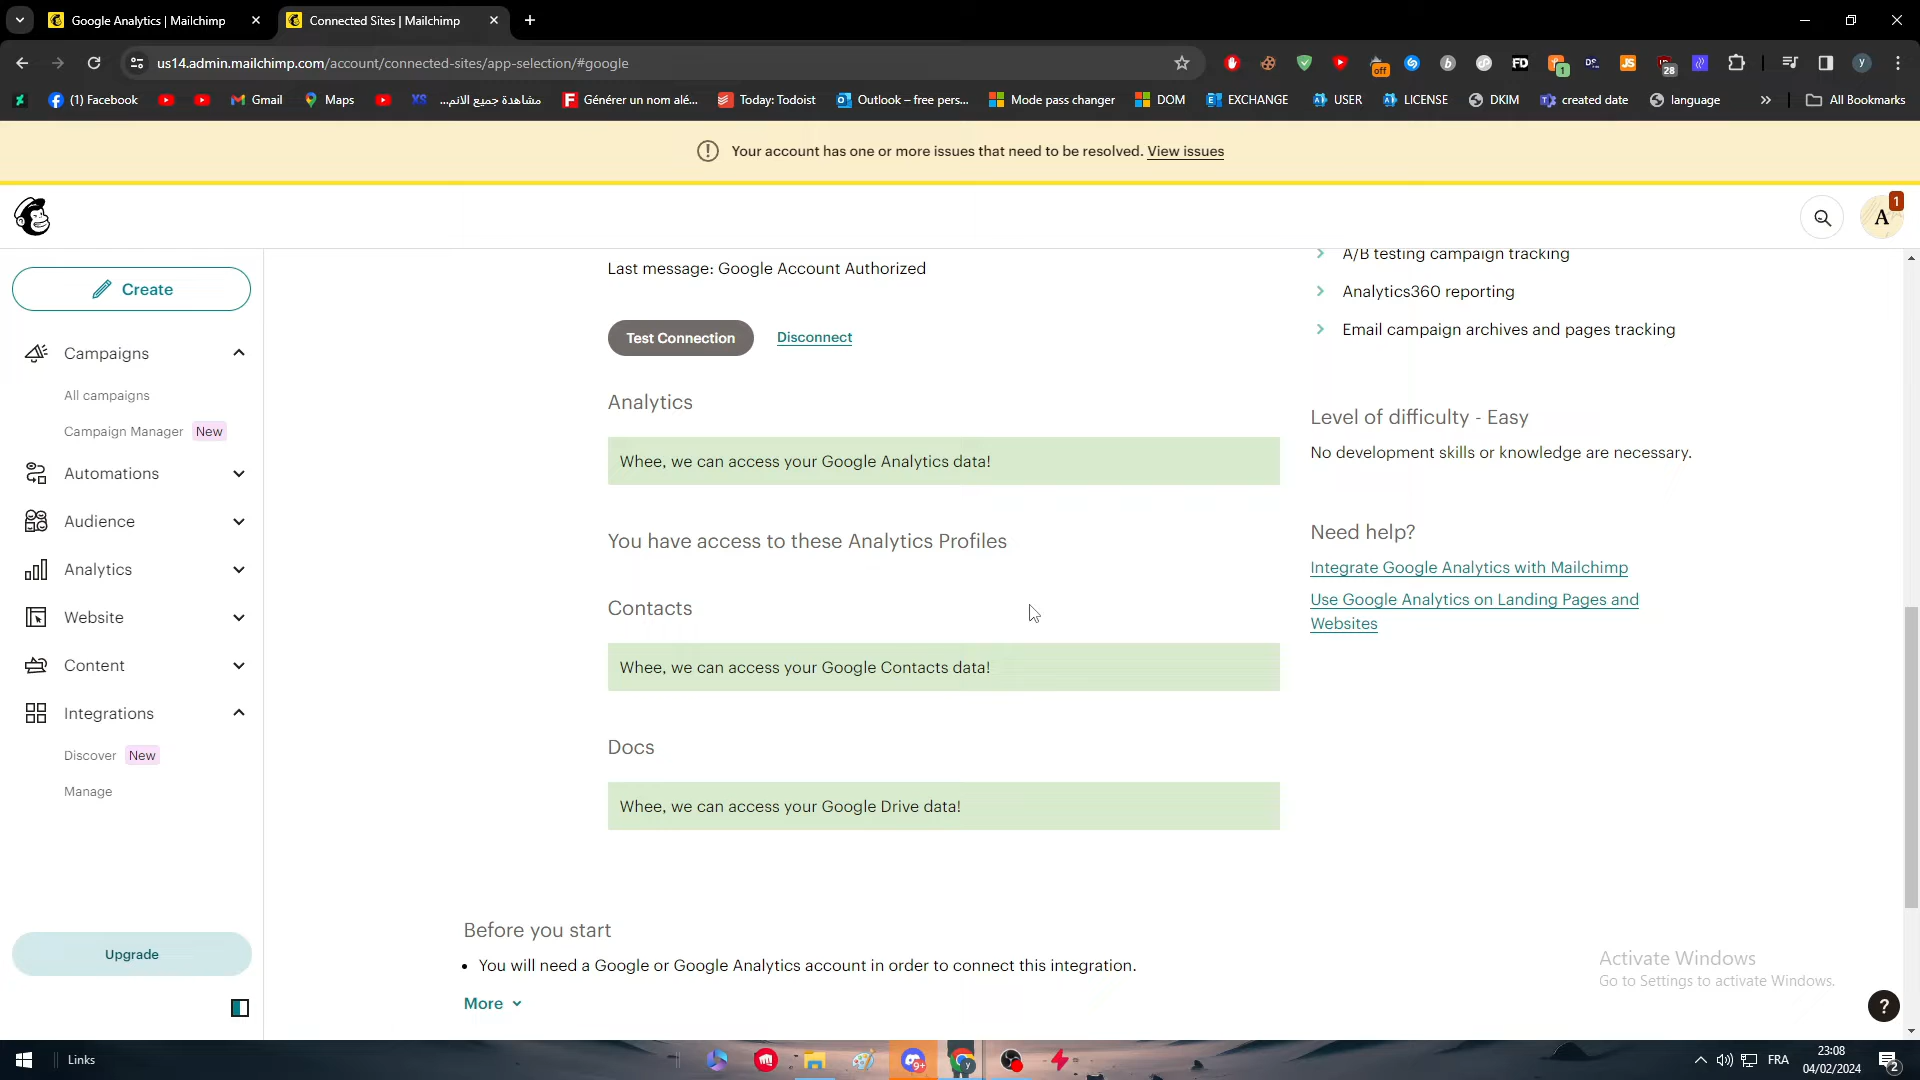 Google Analytics | Mailchimp
Connected Sites | Mailchimp
us14.admin.mailchimp.com/account/connected-sites/app-selection/#google
off
FD
1
JS
28
y
(1) Facebook
Gmail
Maps
مشاهدة جميع الانم...
Générer un nom alé...
Today: Todoist
Outlook – free pers...
Mode pass changer
DOM
EXCHANGE
USER
LICENSE
DKIM
created date
language
All Bookmarks
Your account has one or more issues that need to be resolved. View issues
A
1
Create
Campaigns
All campaigns
Campaign Manager New
Automations
Audience
Analytics
Website
Content
Integrations
Discover New
Manage
Upgrade
Last message: Google Account Authorized
Test Connection Disconnect
Analytics
Whee, we can access your Google Analytics data!
You have access to these Analytics Profiles
Contacts
Whee, we can access your Google Contacts data!
Docs
Whee, we can access your Google Drive data!
Before you start
• You will need a Google or Google Analytics account in order to connect this integration.
More
A/B testing campaign tracking
Analytics360 reporting
Email campaign archives and pages tracking
Level of difficulty - Easy
No development skills or knowledge are necessary.
Need help?
Integrate Google Analytics with Mailchimp
Use Google Analytics on Landing Pages and
Websites
Activate Windows
Go to Settings to activate Windows.
?
Links
9+
y
FRA
23:08
04/02/2024
2